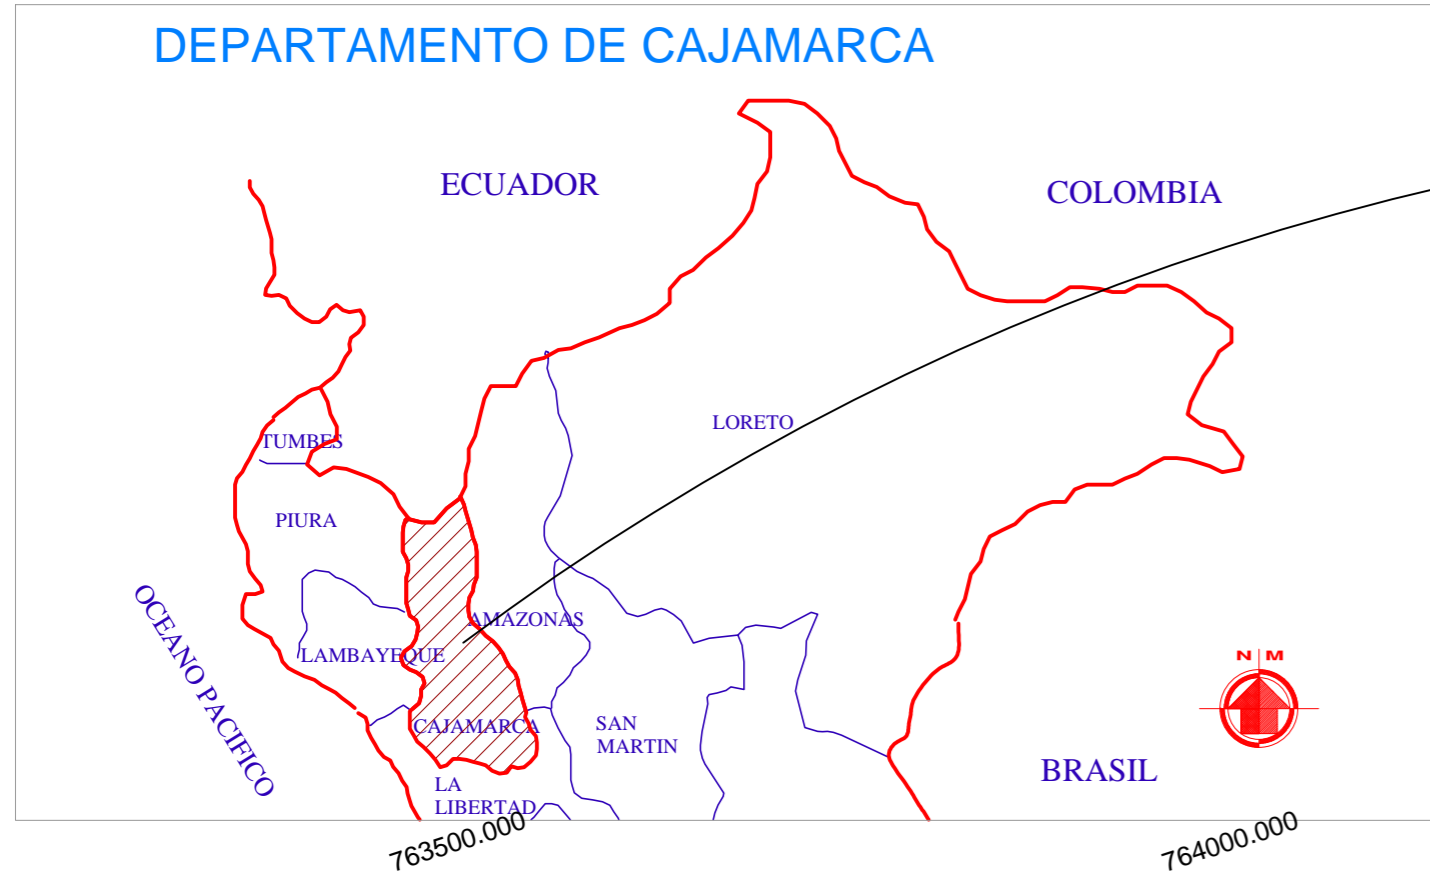 DEPARTAMENTO DE CAJAMARCA
ECUADOR
COLOMBIA
LORETO
TUMBES
PIURA
OCEANO PACIFICO
AMAZONAS
LAMBAYEQUE
CAJAMARCA
SAN
MARTIN
N M
BRASIL
LA
LIBERTAD
763500.000
764000.000